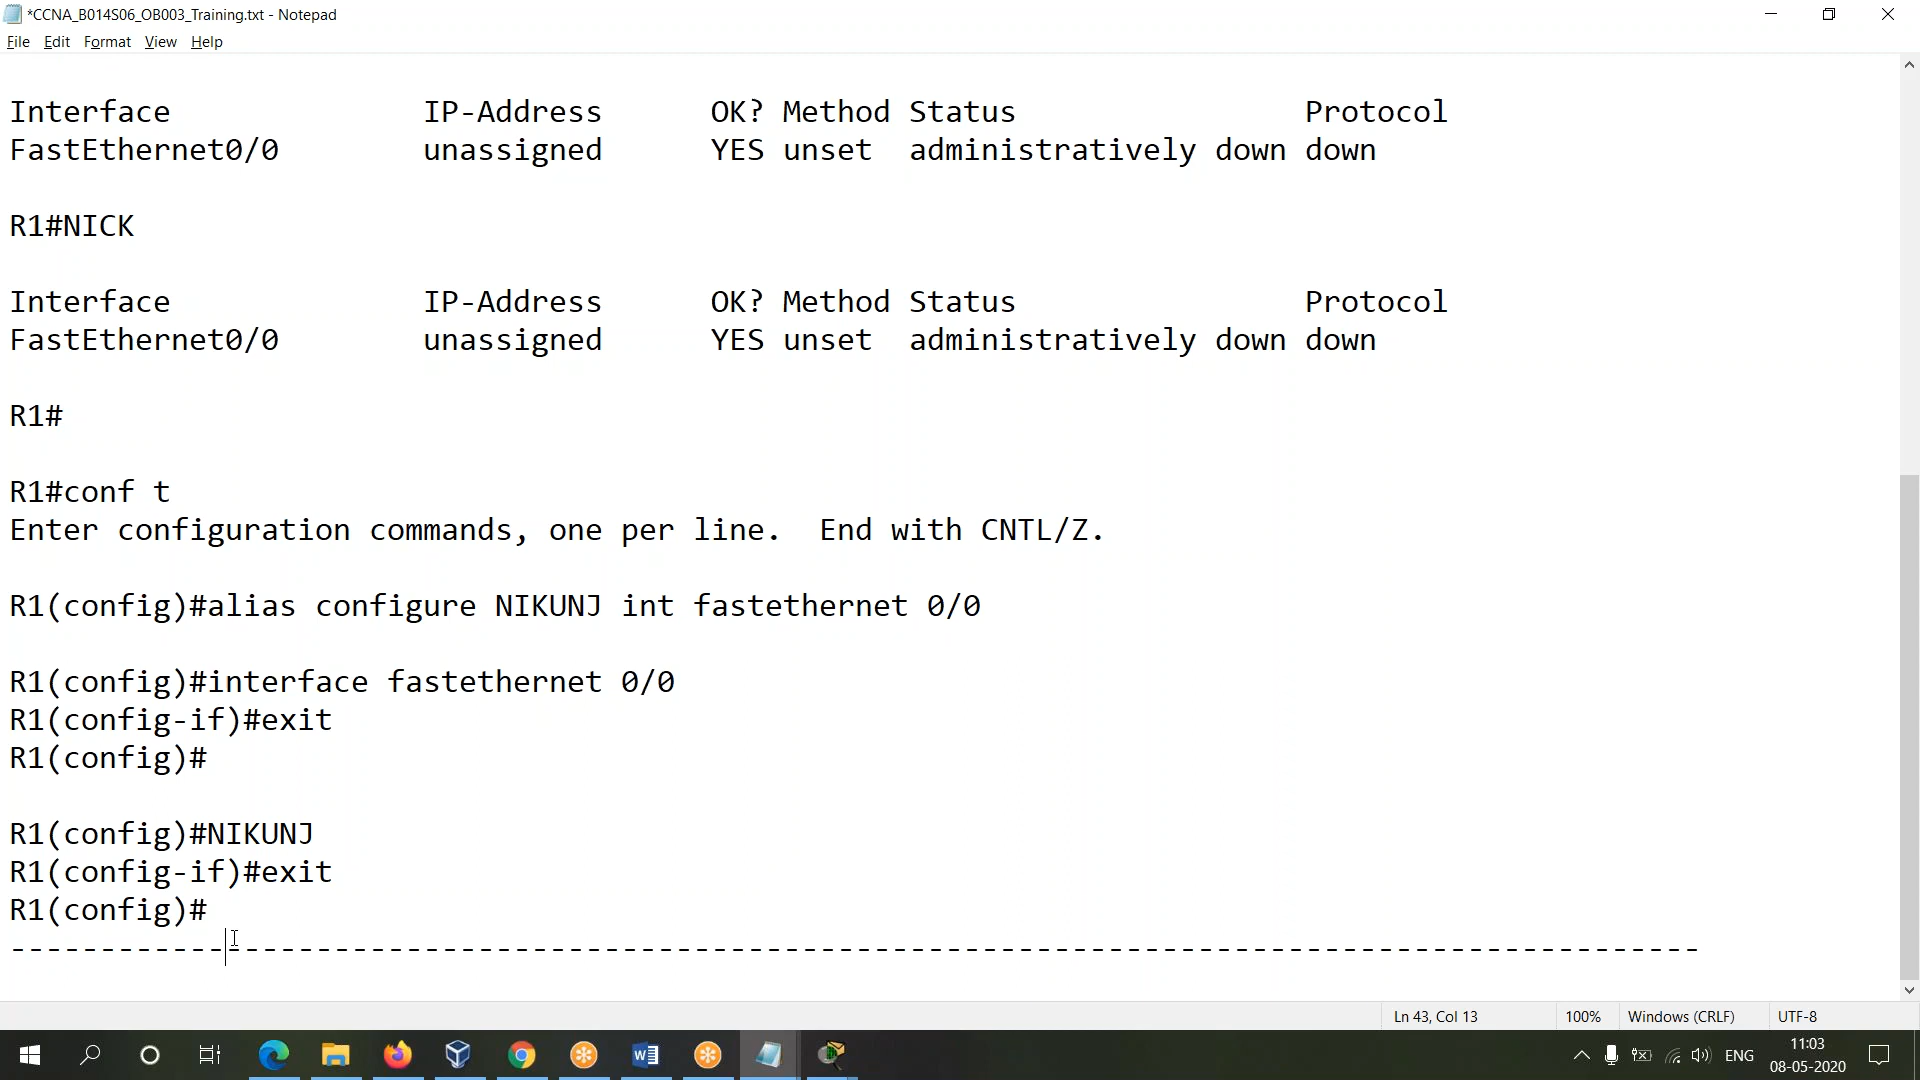 *CCNA_B014S06_OB003_Training.txt - Notepad
File Edit Format View Help
Interface IP-Address OK? Method Status Protocol
FastEthernet0/0 unassigned YES unset administratively down down
R1#NICK
Interface IP-Address OK? Method Status Protocol
FastEthernet0/0 unassigned YES unset administratively down down
R1#
R1#conf t
Enter configuration commands, one per line.  End with CNTL/Z.
R1(config)#alias configure NIKUNJ int fastethernet 0/0
R1(config)#interface fastethernet 0/0
R1(config-if)#exit
R1(config)#
R1(config)#NIKUNJ
R1(config-if)#exit
R1(config)#
----------------------------------------------------------------------------------------------
Ln 43, Col 13 100% Windows (CRLF) UTF-8
W ENG 11:03
08-05-2020